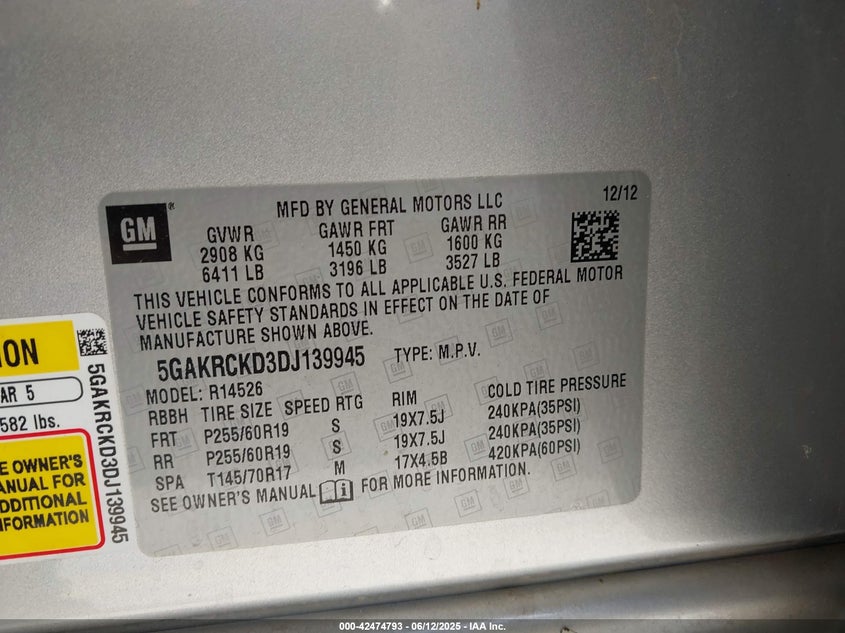 12/12
MFD BY GENERAL MOTORS LLC
GM
GVWR GAWR FRT GAWR RR
2908 KG 1450 KG 1600 KG
6411 LB 3196 LB 3527 LB
THIS VEHICLE CONFORMS TO ALL APPLICABLE U.S. FEDERAL MOTOR
VEHICLE SAFETY STANDARDS IN EFFECT ON THE DATE OF
MANUFACTURE SHOWN ABOVE.
5GAKRCKD3DJ139945 TYPE: M.P.V.
MODEL: R14526
RBBH TIRE SIZE SPEED RTG RIM COLD TIRE PRESSURE
FRT P255/60R19 S 19X7.5J 240KPA(35PSI)
RR P255/60R19 S 19X7.5J 240KPA(35PSI)
SPA T145/70R17 M 17X4.5B 420KPA(60PSI)
SEE OWNER'S MANUAL FOR MORE INFORMATION.
ION
AR 5
582 lbs.
E OWNER'S
ANUAL FOR
DDITIONAL
FORMATION
5GAKRCKD3DJ139945
000-42474793 - 06/12/2025 - IAA Inc.